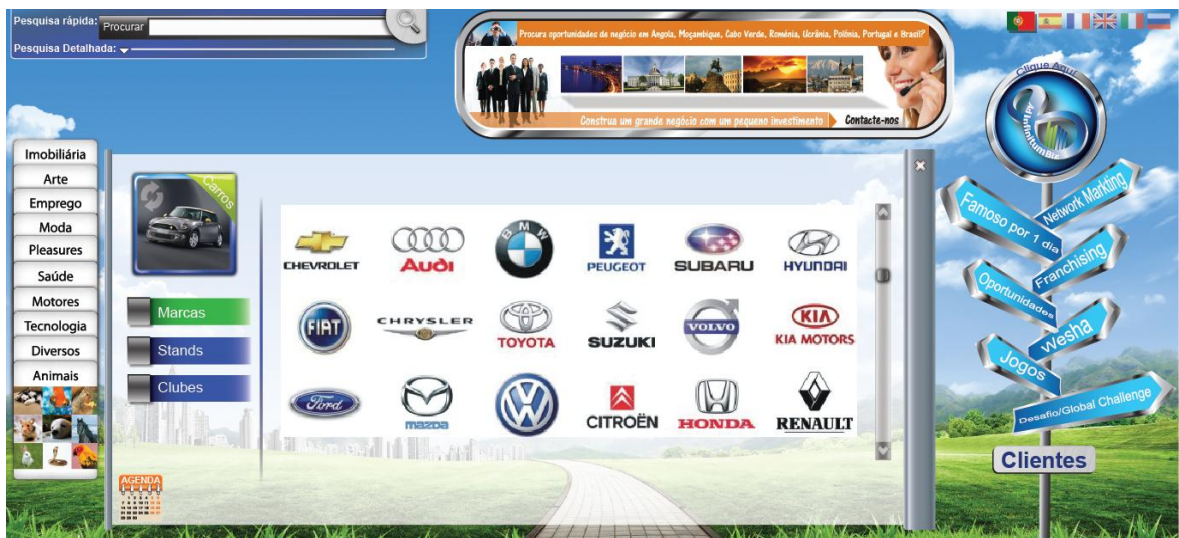 Pesquisa rápida:
Procurar
Pesquisa Detalhada:
Procura oportunidades de negócio em Angola, Moçambique, Cabo Verde, Roménia, Ucrânia, Polónia, Portugal e Brasil?
Construa um grande negócio com um pequeno investimento
Contacte-nos
Clique Aqui
AdInfinitumBiz
Imobiliária
Arte
Emprego
Moda
Pleasures
Saúde
Motores
Tecnologia
Diversos
Animais
Carros
Marcas
Stands
Clubes
AGENDA
CHEVROLET
Audi
BMW
PEUGEOT
SUBARU
HYUNDAI
FIAT
CHRYSLER
TOYOTA
SUZUKI
VOLVO
KIA
KIA MOTORS
Ford
mazda
CITROËN
HONDA
RENAULT
Network Markting
Famoso por 1 dia
Franchising
Oportunidades
Wesha
Jogos
Desafio/Global Challenge
Clientes